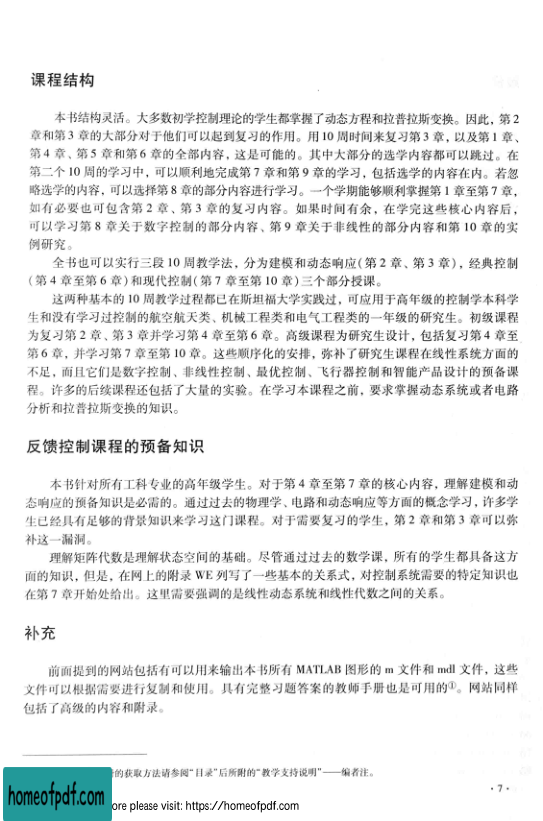 课程结构
本书结构灵活。大多数初学控制理论的学生都掌握了动态方程和拉普拉斯变换。因此，第2
章和第3章的大部分对于他们可以起到复习的作用。用10周时间来复习第3章，以及第1章、
第4章、第5章和第6章的全部内容，这是可能的。其中大部分的选学内容都可以跳过。在
第二个10周的学习中，可以顺利地完成第7章和第9章的学习，包括选学的内容在内。若忽
略选学的内容，可以选择第8章的部分内容进行学习。一个学期能够顺利掌握第1章至第7章，
如有必要也可包含第2章、第3章的复习内容。如果时间有余，在学完这些核心内容后，
可以学习第8章关于数字控制的部分内容、第9章关于非线性的部分内容和第10章的实
例研究。
全书也可以实行三段10周教学法，分为建模和动态响应(第2章、第3章)，经典控制
(第4章至第6章)和现代控制(第7章至第10章)三个部分授课。
这两种基本的10周教学过程都已在斯坦福大学实践过，可应用于高年级的控制学本科学
生和没有学习过控制的航空航天类、机械工程类和电气工程类的一年级的研究生。初级课程
为复习第2章、第3章并学习第4章至第6章。高级课程为研究生设计，包括复习第4章至
第6章，并学习第7章至第10章。这些顺序化的安排，弥补了研究生课程在线性系统方面的
不足，而且它们是数字控制、非线性控制、最优控制、飞行器控制和智能产品设计的预备课
程。许多的后续课程还包括了大量的实验。在学习本课程之前，要求掌握动态系统或者电路
分析和拉普拉斯变换的知识。
反馈控制课程的预备知识
本书针对所有工科专业的高年级学生。对于第4章至第7章的核心内容，理解建模和动
态响应的预备知识是必需的。通过过去的物理学、电路和动态响应等方面的概念学习，许多学
生已经具有足够的背景知识来学习这门课程。对于需要复习的学生，第2章和第3章可以弥
补这一漏洞。
理解矩阵代数是理解状态空间的基础。尽管通过过去的数学课，所有的学生都具备这方
面的知识，但是，在网上的附录WE列写了一些基本的关系式，对控制系统需要的特定知识也
在第7章开始处给出。这里需要强调的是线性动态系统和线性代数之间的关系。
补充
前面提到的网站包括有可以用来输出本书所有MATLAB图形的m文件和mdl文件，这些
文件可以根据需要进行复制和使用。具有完整习题答案的教师手册也是可用的①。网站同样
包括了高级的内容和附录。
的获取方法请参阅“目录”后所附的“教学支持说明”——编者注。
·7·
homeofpdf.com
ore please visit: https://homeofpdf.com